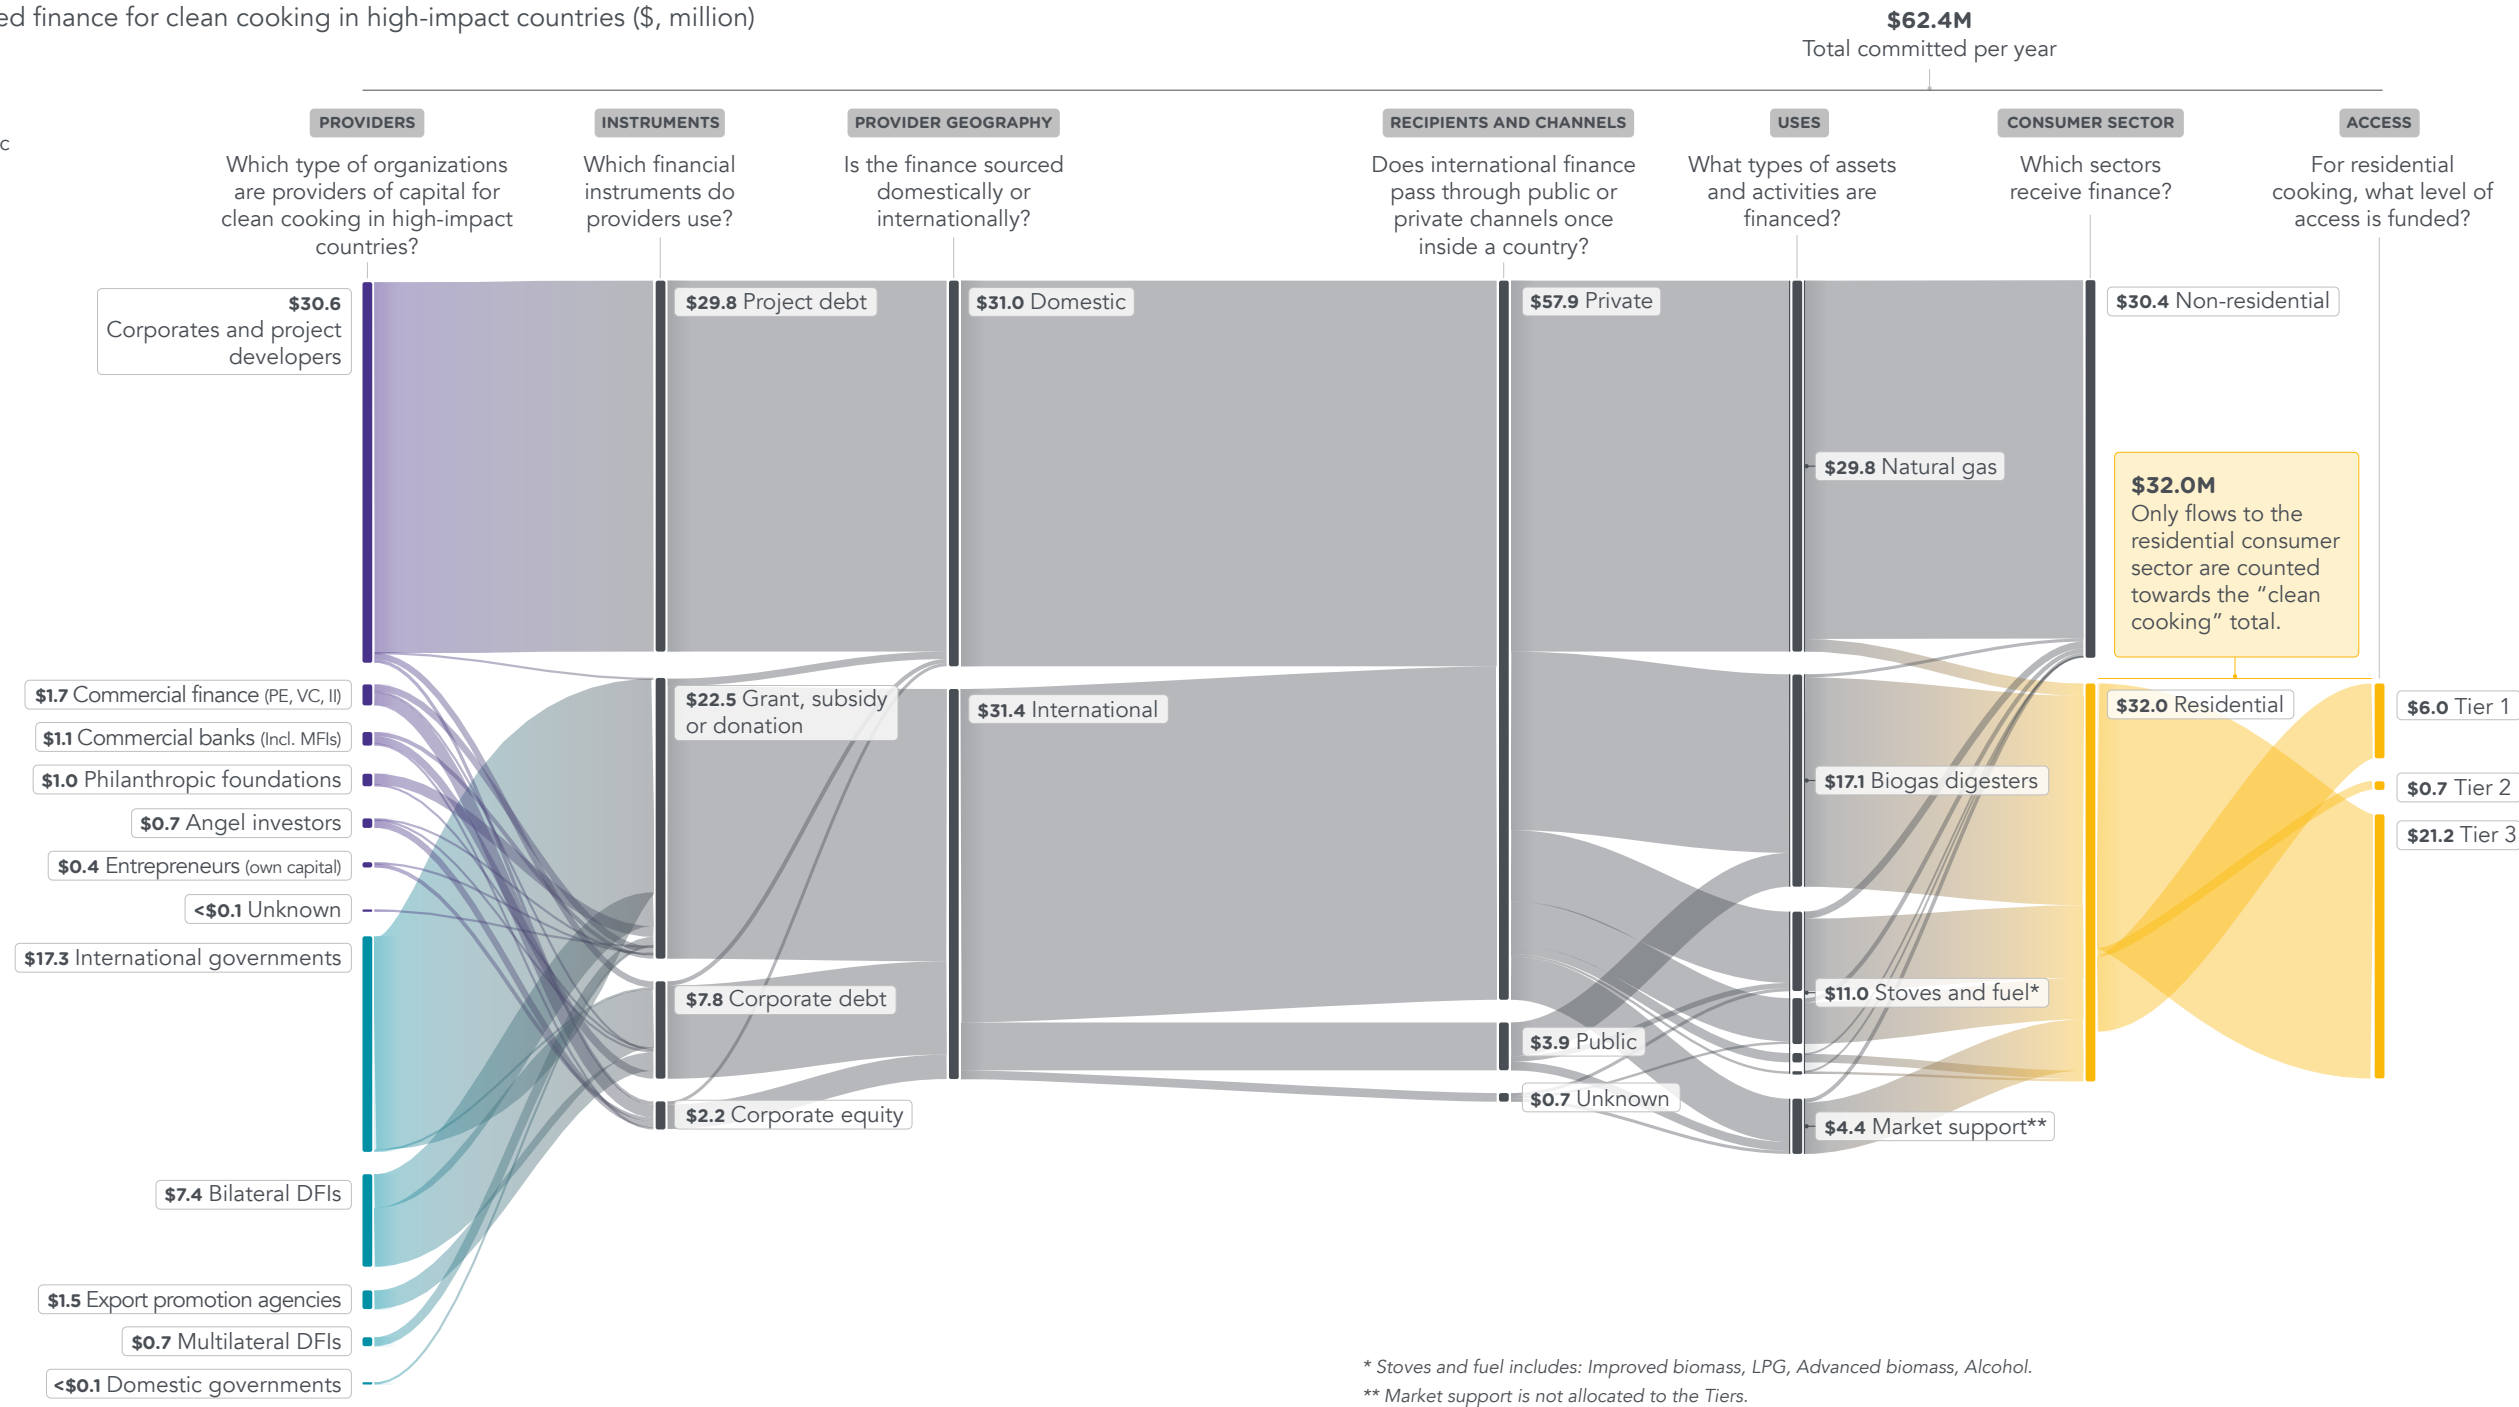 ed finance for clean cooking in high-impact countries ($, million)
$62.4M
Total committed per year
c
PROVIDERS
Which type of organizations
are providers of capital for
clean cooking in high-impact
countries?
INSTRUMENTS
Which financial
instruments do
providers use?
PROVIDER GEOGRAPHY
Is the finance sourced
domestically or
internationally?
RECIPIENTS AND CHANNELS
Does international finance
pass through public or
private channels once
inside a country?
USES
What types of assets
and activities are
financed?
CONSUMER SECTOR
Which sectors
receive finance?
ACCESS
For residential
cooking, what level of
access is funded?
$30.6
Corporates and project
developers
$1.7 Commercial finance (PE, VC, II)
$1.1 Commercial banks (Incl. MFIs)
$1.0 Philanthropic foundations
$0.7 Angel investors
$0.4 Entrepreneurs (own capital)
<$0.1 Unknown
$17.3 International governments
$7.4 Bilateral DFIs
$1.5 Export promotion agencies
$0.7 Multilateral DFIs
<$0.1 Domestic governments
$29.8 Project debt
$22.5 Grant, subsidy
or donation
$7.8 Corporate debt
$2.2 Corporate equity
$31.0 Domestic
$31.4 International
$57.9 Private
$3.9 Public
$0.7 Unknown
$29.8 Natural gas
$17.1 Biogas digesters
$11.0 Stoves and fuel*
$4.4 Market support**
$30.4 Non-residential
$32.0M
Only flows to the
residential consumer
sector are counted
towards the “clean
cooking” total.
$32.0 Residential
$6.0 Tier 1
$0.7 Tier 2
$21.2 Tier 3
* Stoves and fuel includes: Improved biomass, LPG, Advanced biomass, Alcohol.
** Market support is not allocated to the Tiers.